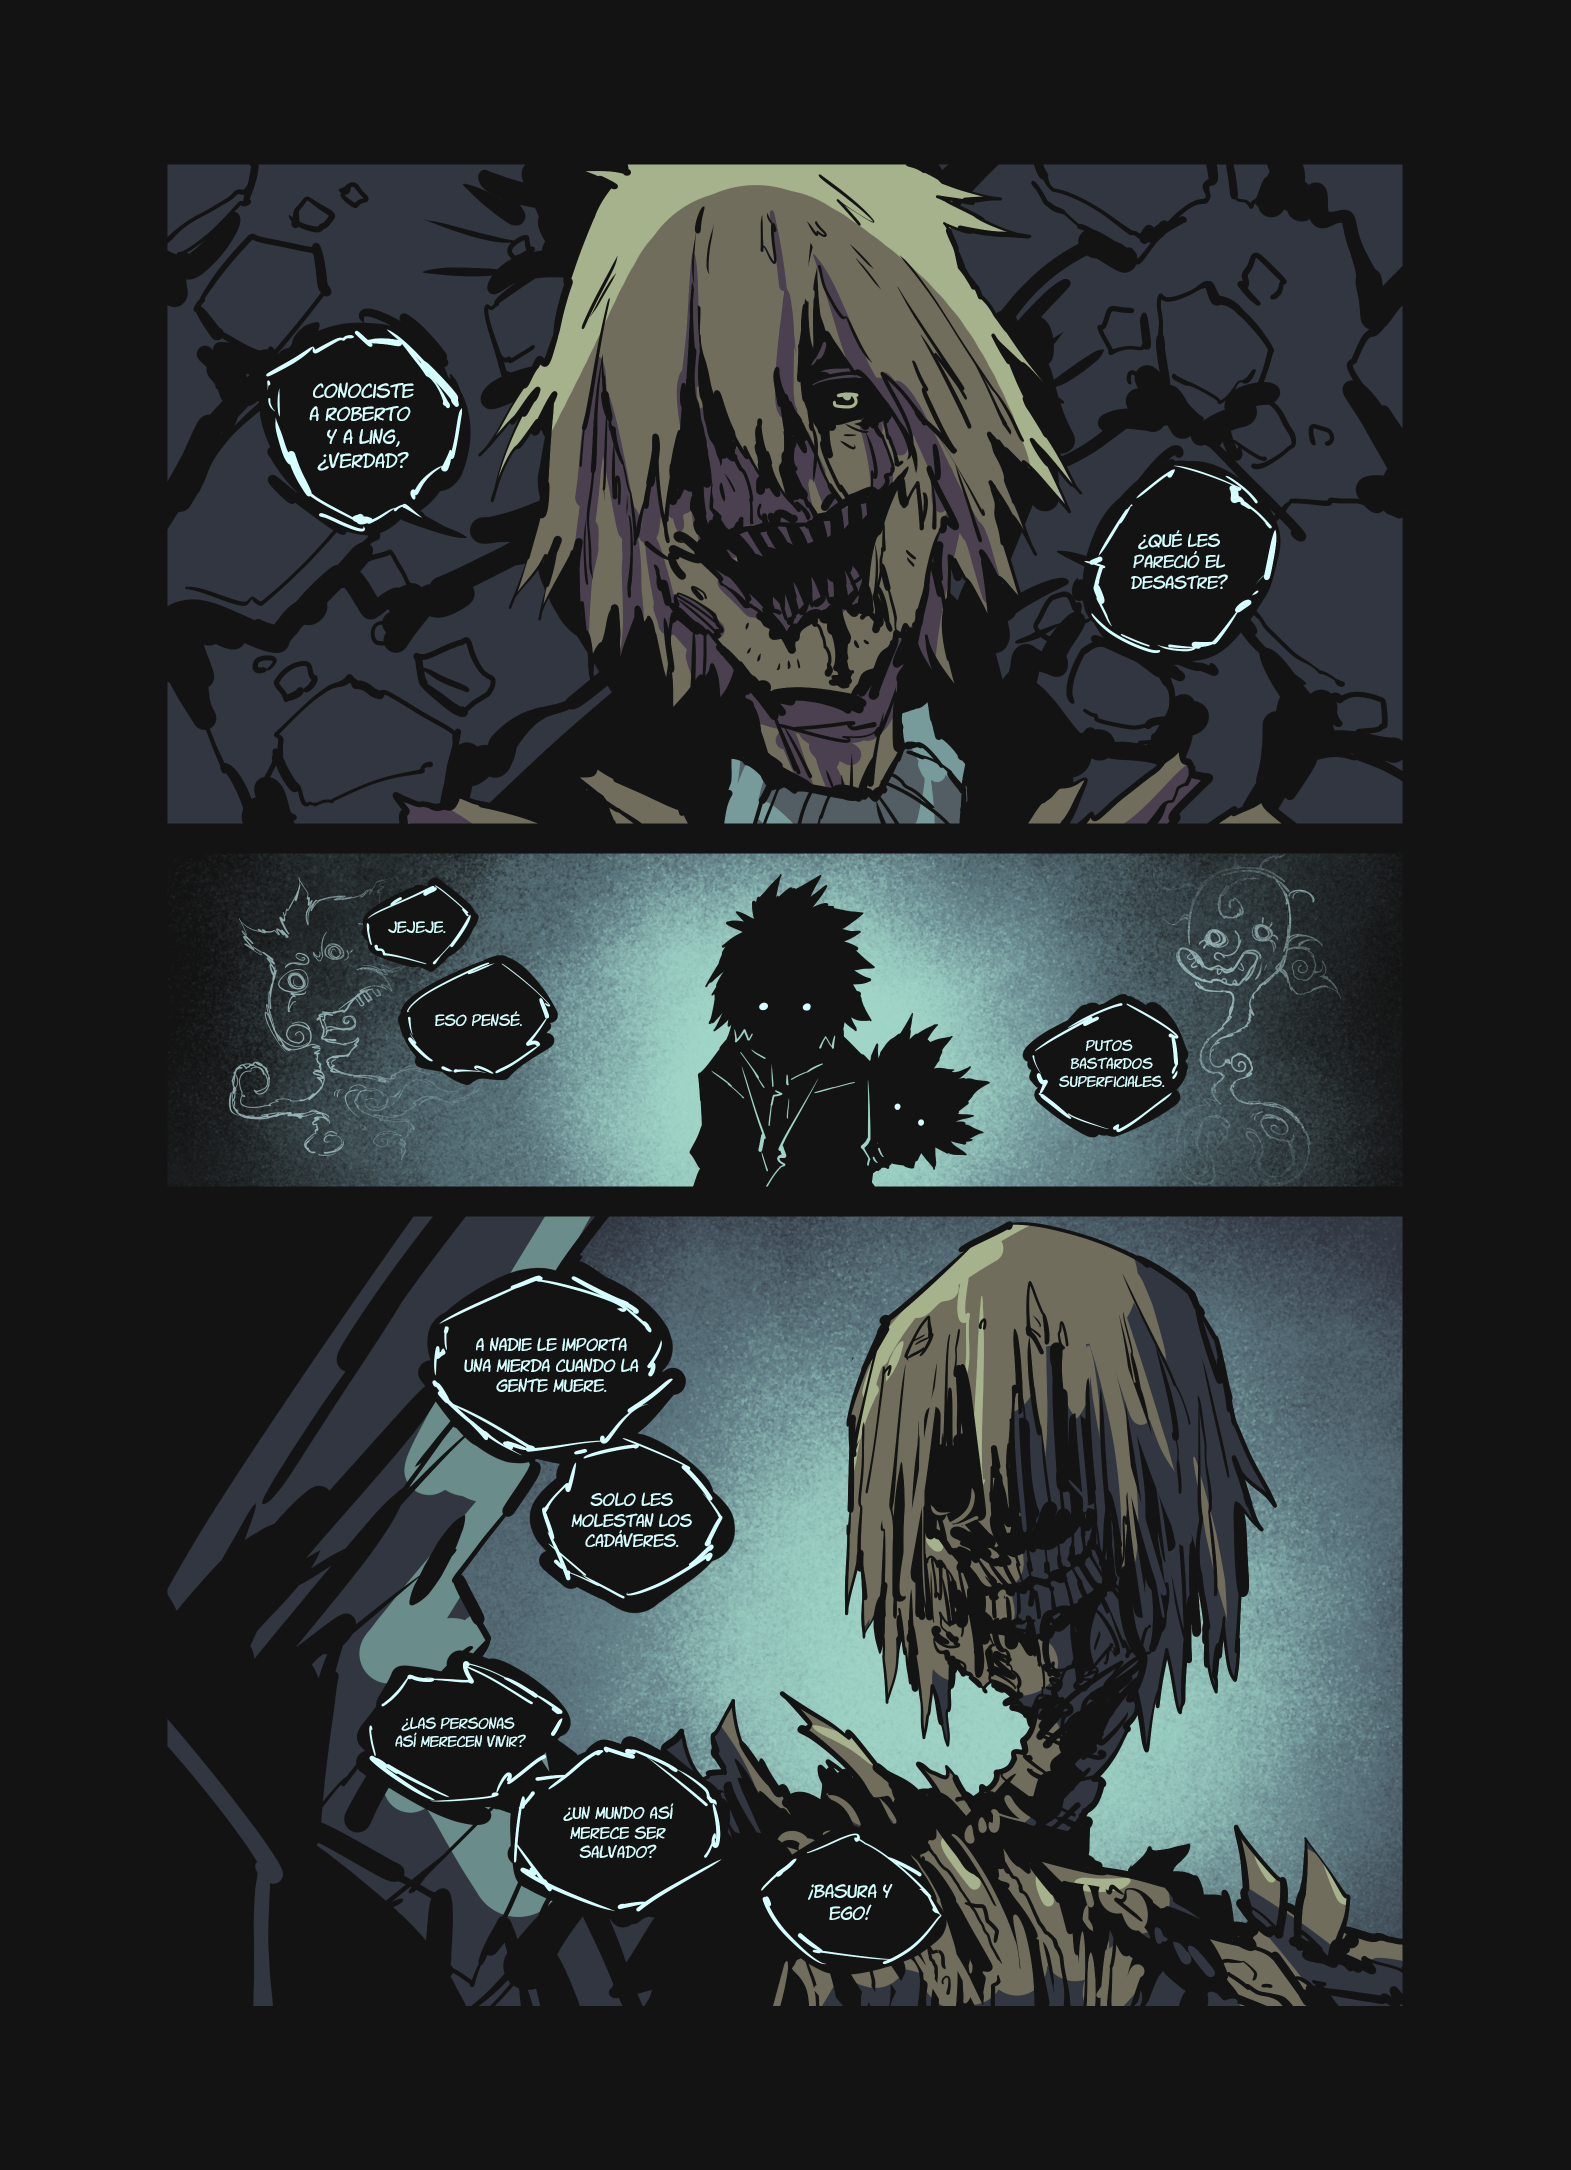 CONOCISTE
A ROBERTO
Y A LING,
¿VERDAD?
¿QUÉ LES
PARECIÓ EL
DESASTRE?
JEJEJE.
ESO PENSÉ.
PUTOS
BASTARDOS
SUPERFICIALES.
A NADIE LE IMPORTA
UNA MIERDA CUANDO LA
GENTE MUERE.
SOLO LES
MOLESTAN LOS
CADÁVERES.
¿LAS PERSONAS
ASÍ MERECEN VIVIR?
¿UN MUNDO ASÍ
MERECE SER
SALVADO?
¡BASURA Y
EGO!